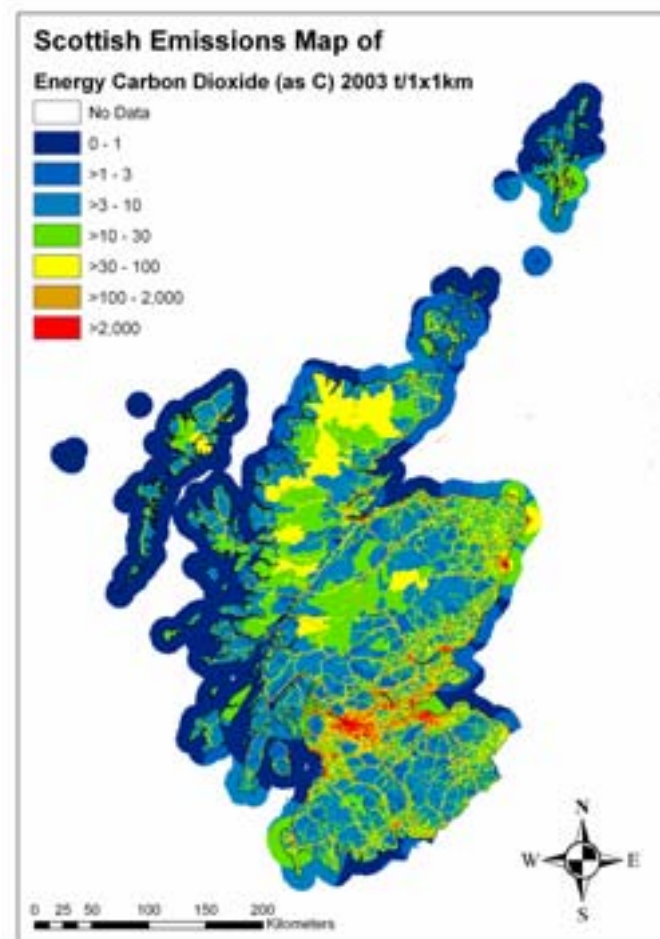 Scottish Emissions Map of
Energy Carbon Dioxide (as C) 2003 t/1x1km
No Data
0 - 1
>1 - 3
>3 - 10
>10 - 30
>30 - 100
>100 - 2.000
>2.000
N
W E
S
0 25 50 100 150 200
Kilometers